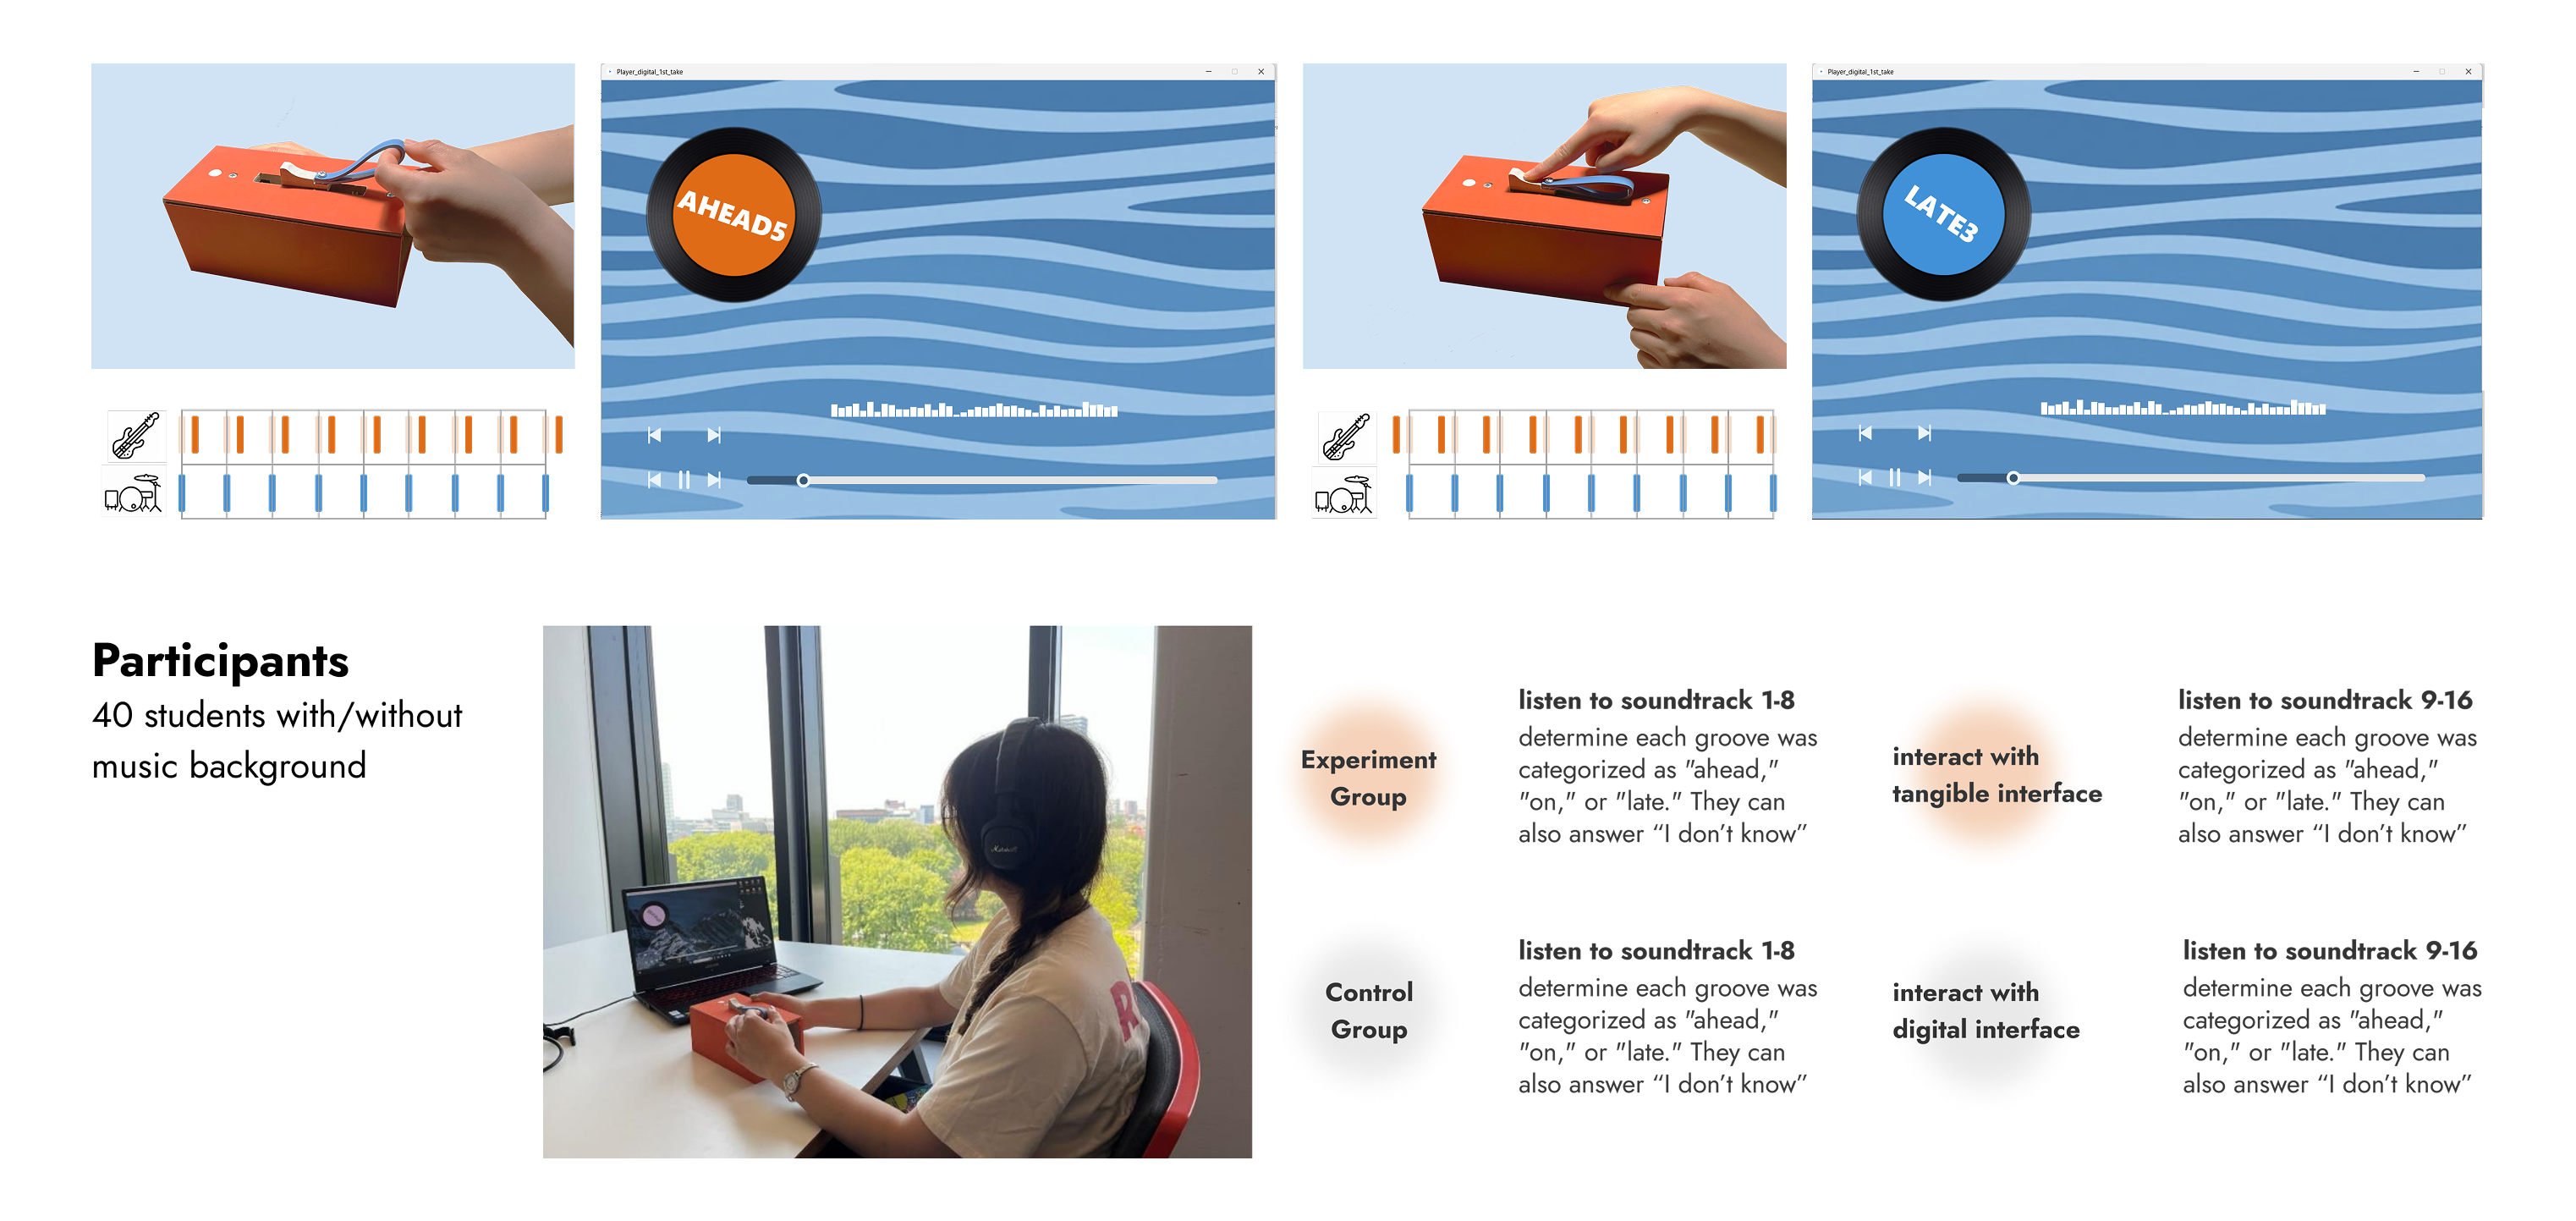 Player_digital_1st_take
AHEAD5
Player_digital_1st_take
LATE3
Participants
40 students with/without
music background
Marshall
R
Experiment
Group
listen to soundtrack 1-8
determine each groove was
categorized as "ahead,"
"on," or "late." They can
also answer “I don’t know”
interact with
tangible interface
listen to soundtrack 9-16
determine each groove was
categorized as "ahead,"
"on," or "late." They can
also answer “I don’t know”
Control
Group
listen to soundtrack 1-8
determine each groove was
categorized as "ahead,"
"on," or "late." They can
also answer “I don’t know”
interact with
digital interface
listen to soundtrack 9-16
determine each groove was
categorized as "ahead,"
"on," or "late." They can
also answer “I don’t know”